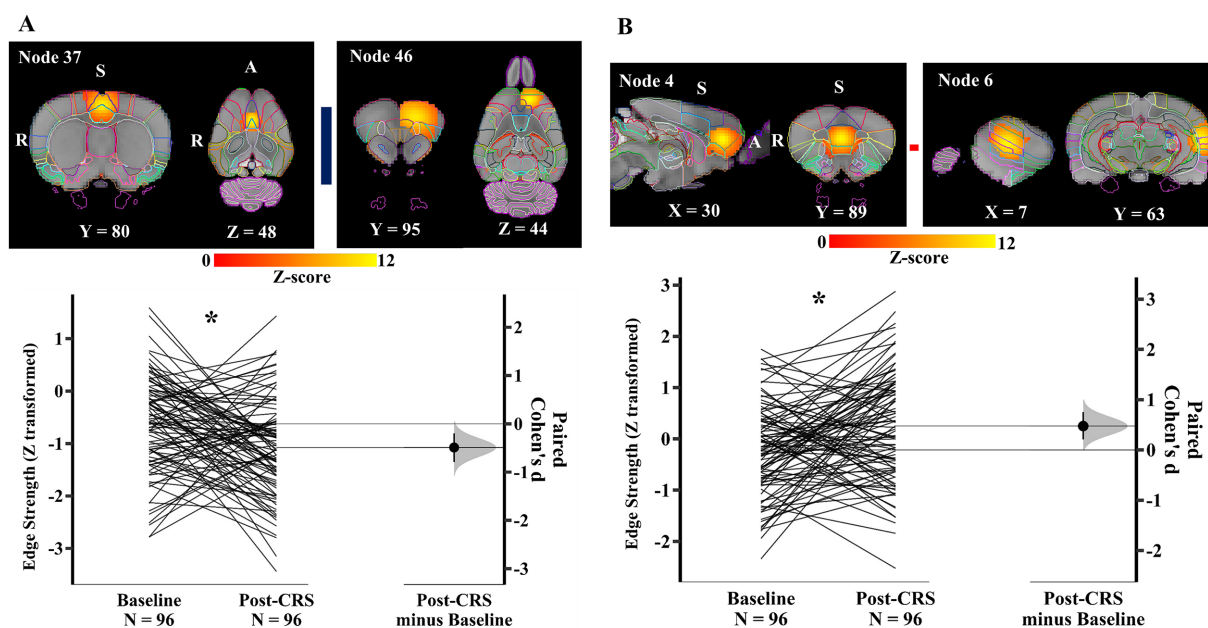 A
Node 37
S
A
R
R
Y = 80
Z = 48
Node 46
Y = 95
Z = 44
0
12
Z-score
Edge Strength (Z transformed)
1
0
-1
-2
-3
*
2
1
0
-1
-2
-3
Paired
Cohen's d
Baseline
N = 96
Post-CRS
N = 96
Post-CRS
minus Baseline
B
Node 4
S
S
A
R
X = 30
Y = 89
Node 6
X = 7
Y = 63
0
12
Z-score
Edge Strength (Z transformed)
3
2
1
0
-1
-2
*
3
2
1
0
-1
-2
Paired
Cohen's d
Baseline
N = 96
Post-CRS
N = 96
Post-CRS
minus Baseline